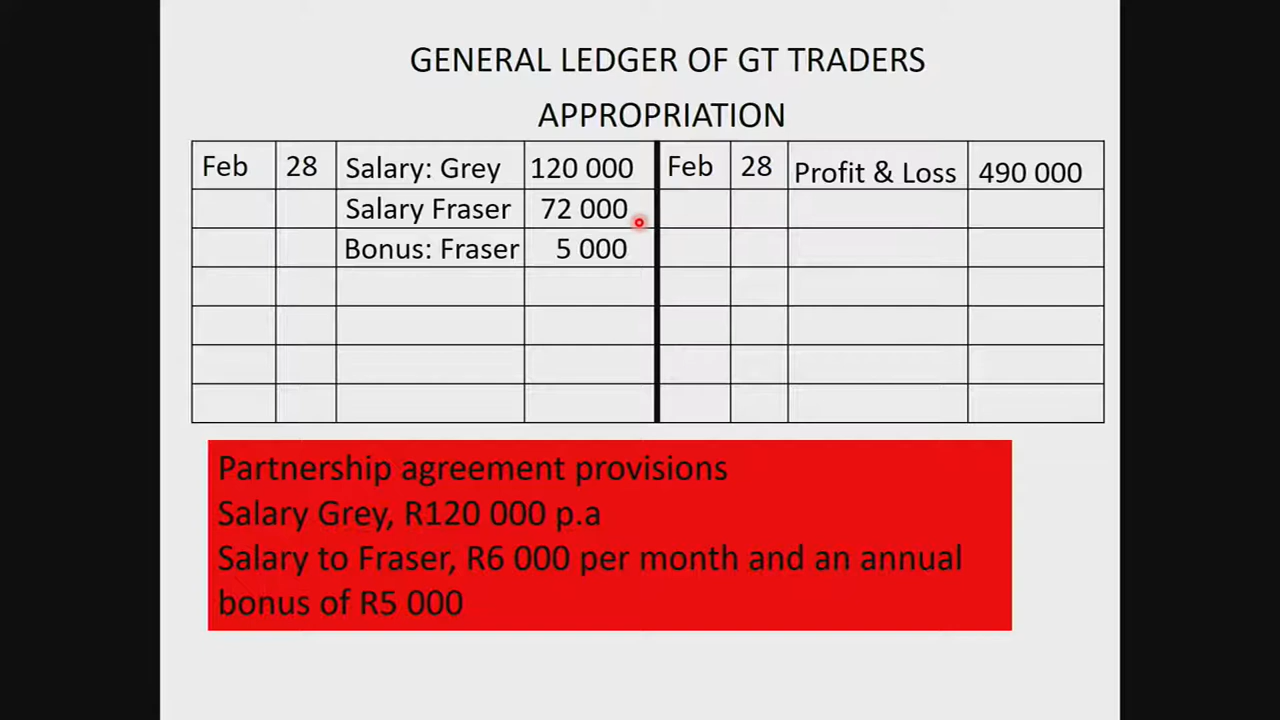 GENERAL LEDGER OF GT TRADERS
APPROPRIATION
Feb 28 Salary: Grey 120 000 Feb 28 Profit & Loss 490 000
Salary Fraser 72 000
Bonus: Fraser 5 000
Partnership agreement provisions
Salary Grey, R120 000 p.a
Salary to Fraser, R6 000 per month and an annual
bonus of R5 000